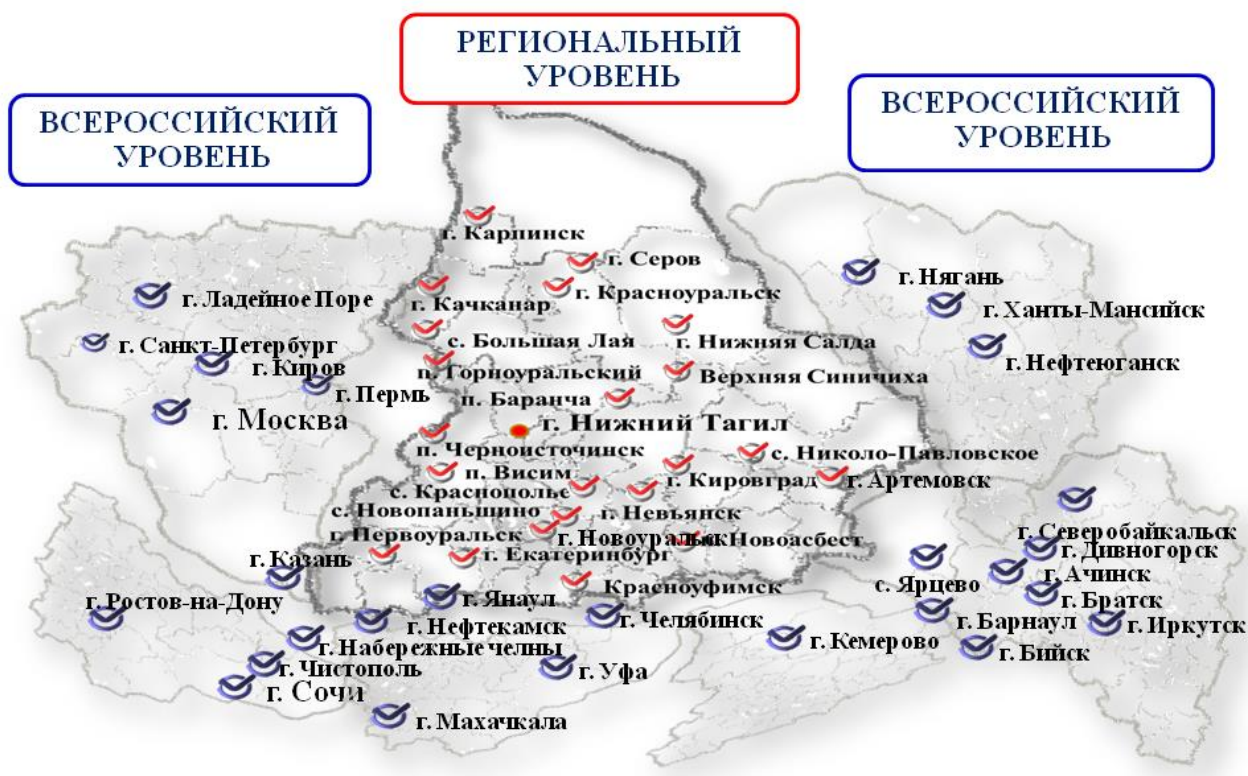 РЕГИОНАЛЬНЫЙ
УРОВЕНЬ
ВСЕРОССИЙСКИЙ
УРОВЕНЬ
ВСЕРОССИЙСКИЙ
УРОВЕНЬ
г. Карпинск
г. Серов
г. Качканар
г. Красноуральск
с. Большая Лая
г. Нижняя Салда
п. Горноуральский
Верхняя Синичиха
п. Баранча
г. Нижний Тагил
п. Черноисточинск
с. Николо-Павловское
п. Висим
г. Кировград
г. Артемовск
с. Краснополье
с. Новопаньшино
г. Невьянск
г. Первоуральск
г. Новоуральск
Новоасбест
г. Екатеринбург
Красноуфимск
г. Ладейное Поре
г. Санкт-Петербург
г. Киров
г. Пермь
г. Москва
г. Нягань
г. Ханты-Мансийск
г. Нефтеюганск
г. Казань
г. Ростов-на-Дону
г. Янаул
г. Нефтекамск
г. Набережные челны
г. Чистополь
г. Сочи
г. Махачкала
г. Челябинск
г. Уфа
г. Северобайкальск
г. Дивногорск
с. Ярцево
г. Ачинск
г. Братск
г. Барнаул
г. Иркутск
г. Кемерово
г. Бийск